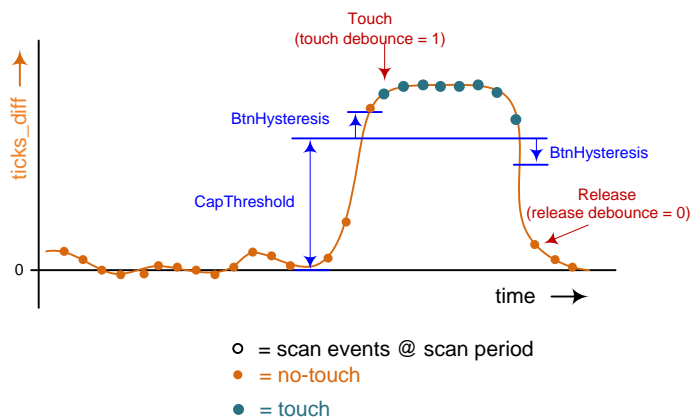 Touch
(touch debounce = 1)
ticks_diff
BtnHysteresis
BtnHysteresis
CapThreshold
Release
(release debounce = 0)
0
time
= scan events @ scan period
= no-touch
= touch